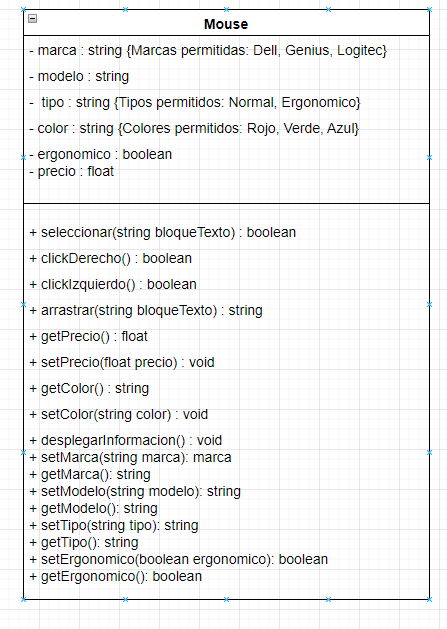 Mouse
- marca : string {Marcas permitidas: Dell, Genius, Logitec}
- modelo : string
- tipo : string {Tipos permitidos: Normal, Ergonomico}
- color : string {Colores permitidos: Rojo, Verde, Azul}
- ergonomico : boolean
- precio : float
+ seleccionar(string bloqueTexto) : boolean
+ clickDerecho() : boolean
+ clickIzquierdo() : boolean
+ arrastrar(string bloqueTexto) : string
+ getPrecio() : float
+ setPrecio(float precio) : void
+ getColor() : string
+ setColor(string color) : void
+ desplegarInformacion() : void
+ setMarca(string marca): marca
+ getMarca(): string
+ setModelo(string modelo): string
+ getModelo(): string
+ setTipo(string tipo): string
+ getTipo(): string
+ setErgonomico(boolean ergonomico): boolean
+ getErgonomico(): boolean